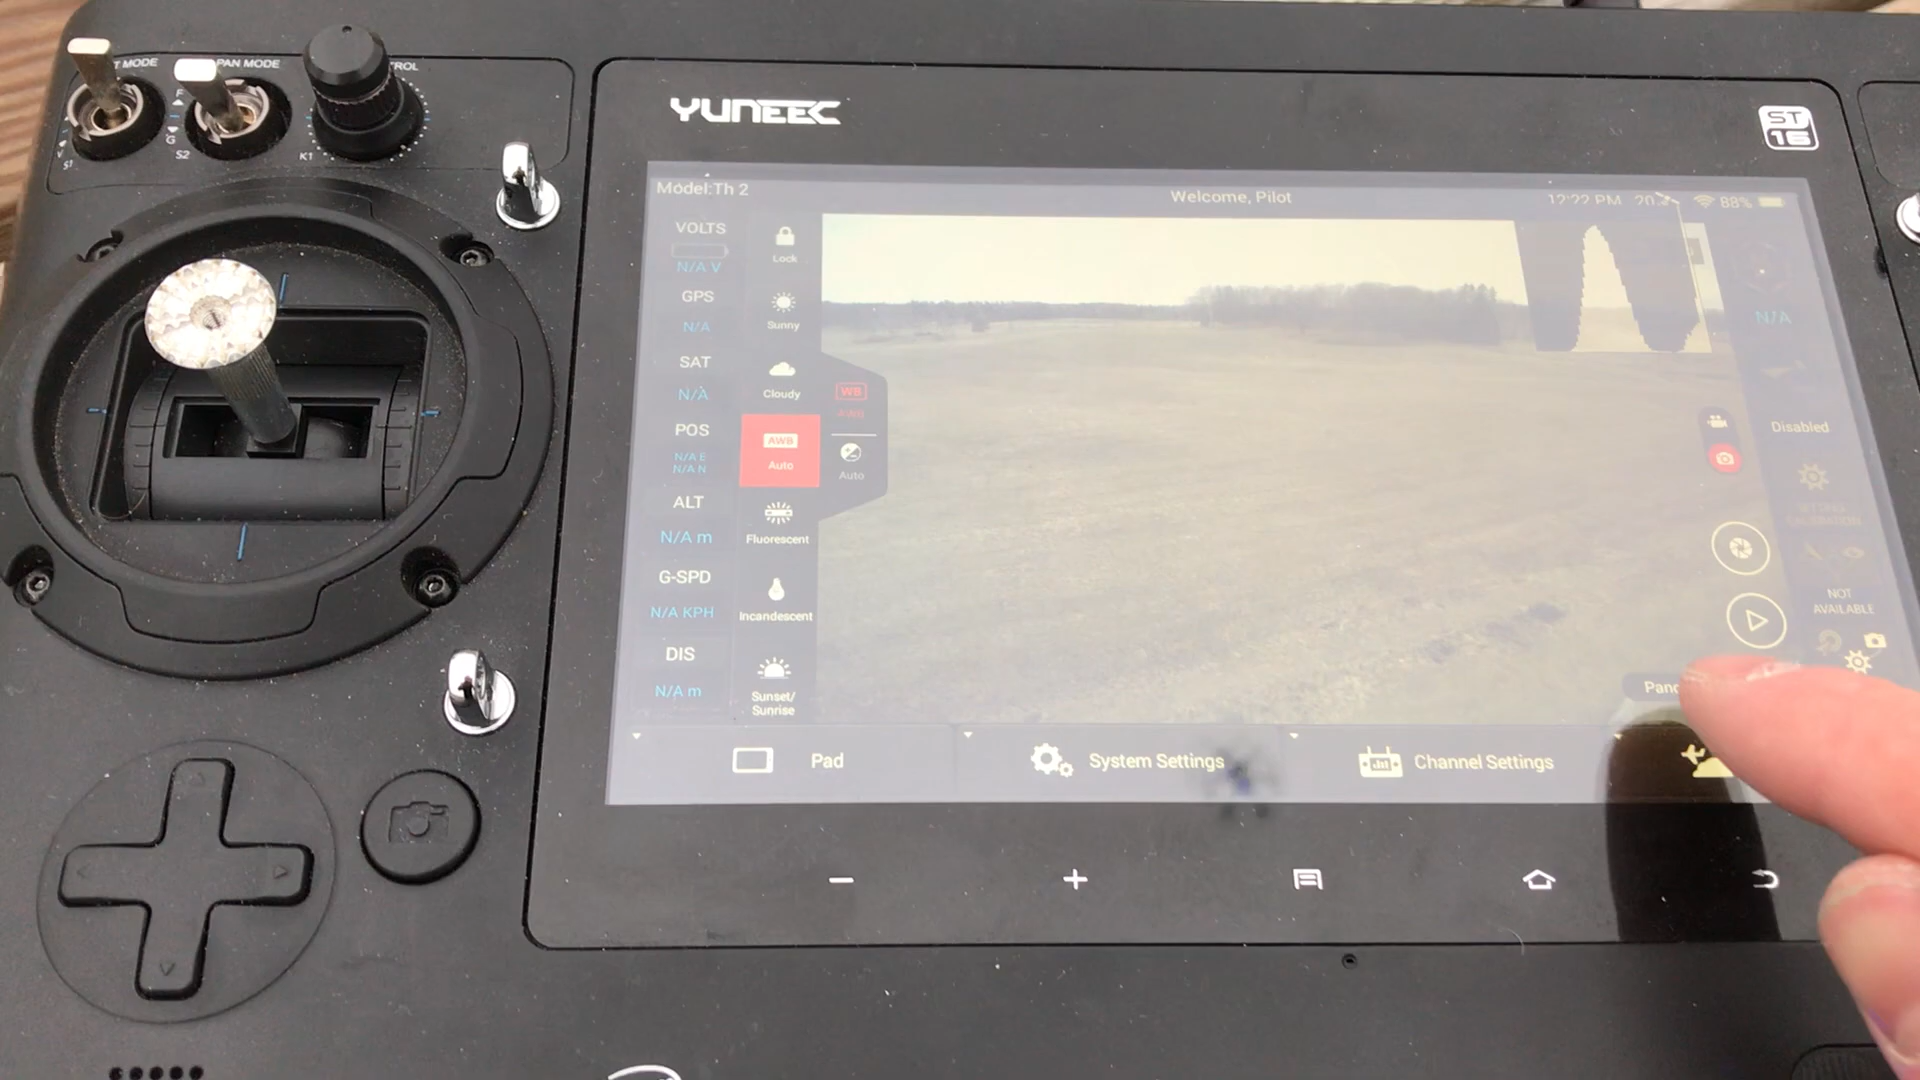 T MODE
PAN MODE
TROL
F
G
S1
S2
K1
YUNEEC
ST
16
Model:Th 2
Welcome, Pilot
12:22 PM
88%
VOLTS
N/A V
GPS
N/A
SAT
N/A
POS
N/A E
N/A N
ALT
N/A m
G-SPD
N/A KPH
DIS
N/A m
Lock
Sunny
Cloudy
AWB
Auto
Fluorescent
Incandescent
Sunset/
Sunrise
WB
AWB
Auto
N/A
Disabled
NOT
AVAILABLE
Pad
System Settings
Channel Settings